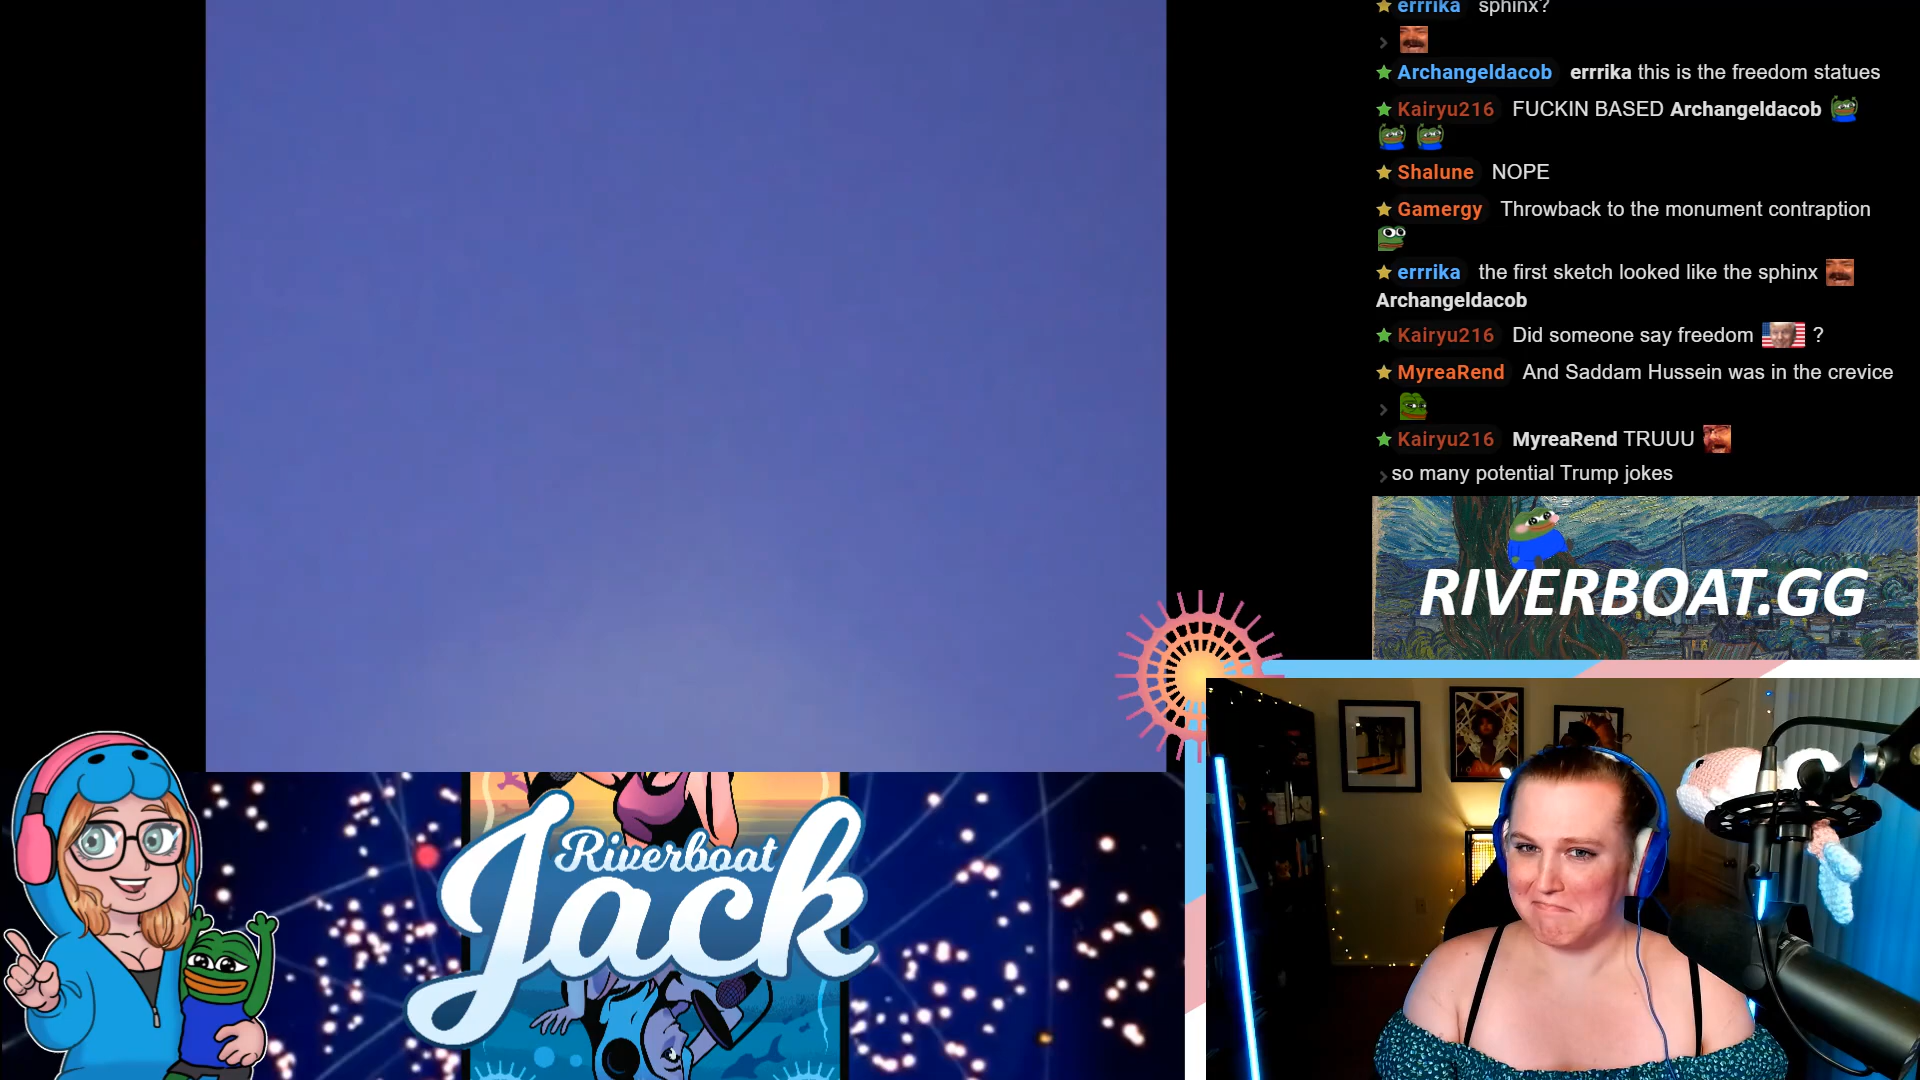 errrika sphinx?
Archangeldacob errrika this is the freedom statues
Kairyu216 FUCKIN BASED Archangeldacob
Shalune NOPE
Gamergy Throwback to the monument contraption
errrika the first sketch looked like the sphinx
Archangeldacob
Kairyu216 Did someone say freedom ?
MyreaRend And Saddam Hussein was in the crevice
Kairyu216 MyreaRend TRUUU
so many potential Trump jokes
RIVERBOAT.GG
Riverboat
Jack